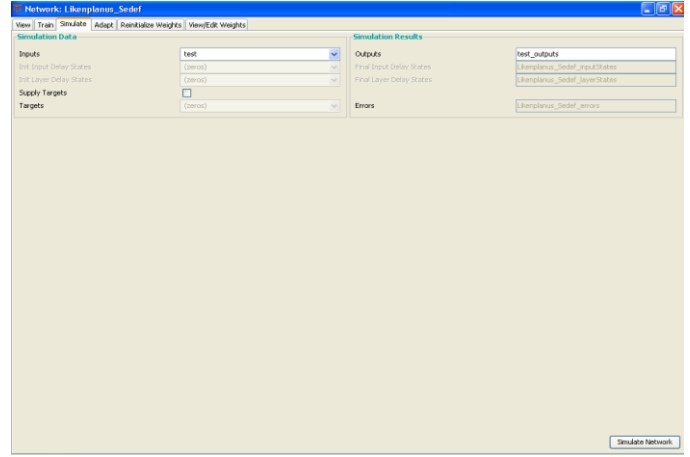 Network: Likenplanus_Sedef
View Train Simulate Adapt Reinitialize Weights View/Edit Weights
Simulation Data
Inputs test
Init Input Delay States (zeros)
Init Layer Delay States (zeros)
Supply Targets
Targets (zeros)
Simulation Results
Outputs test_outputs
Final Input Delay States Likenplanus_Sedef_inputStates
Final Layer Delay States Likenplanus_Sedef_layerStates
Errors Likenplanus_Sedef_errors
Simulate Network